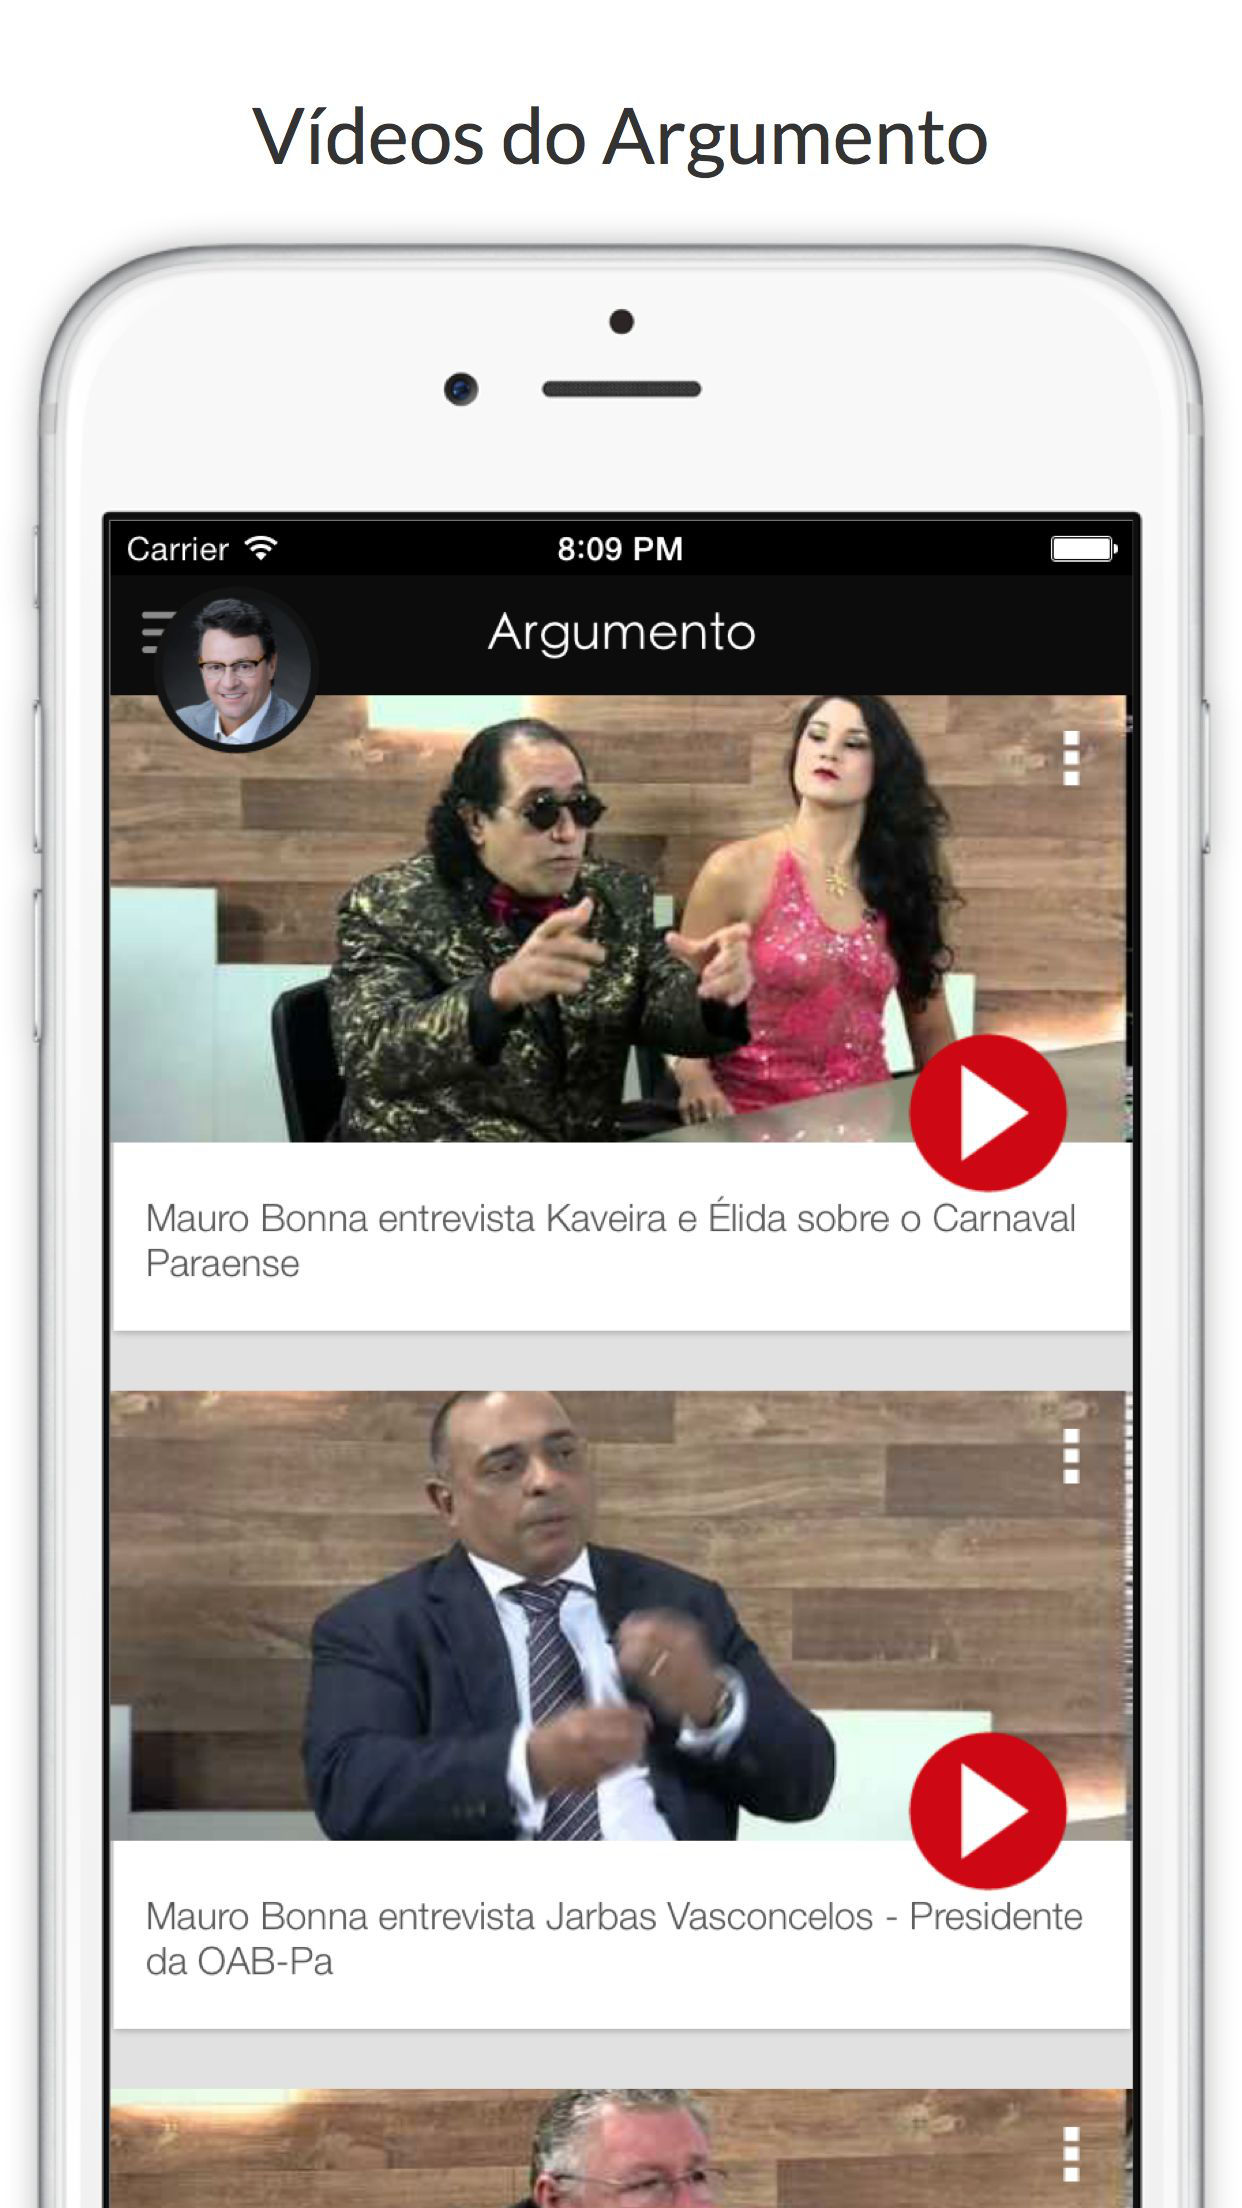 Vídeos do Argumento
Carrier
8:09 PM
Argumento
Mauro Bonna entrevista Kaveira e Élida sobre o Carnaval
Paraense
Mauro Bonna entrevista Jarbas Vasconcelos - Presidente
da OAB-Pa